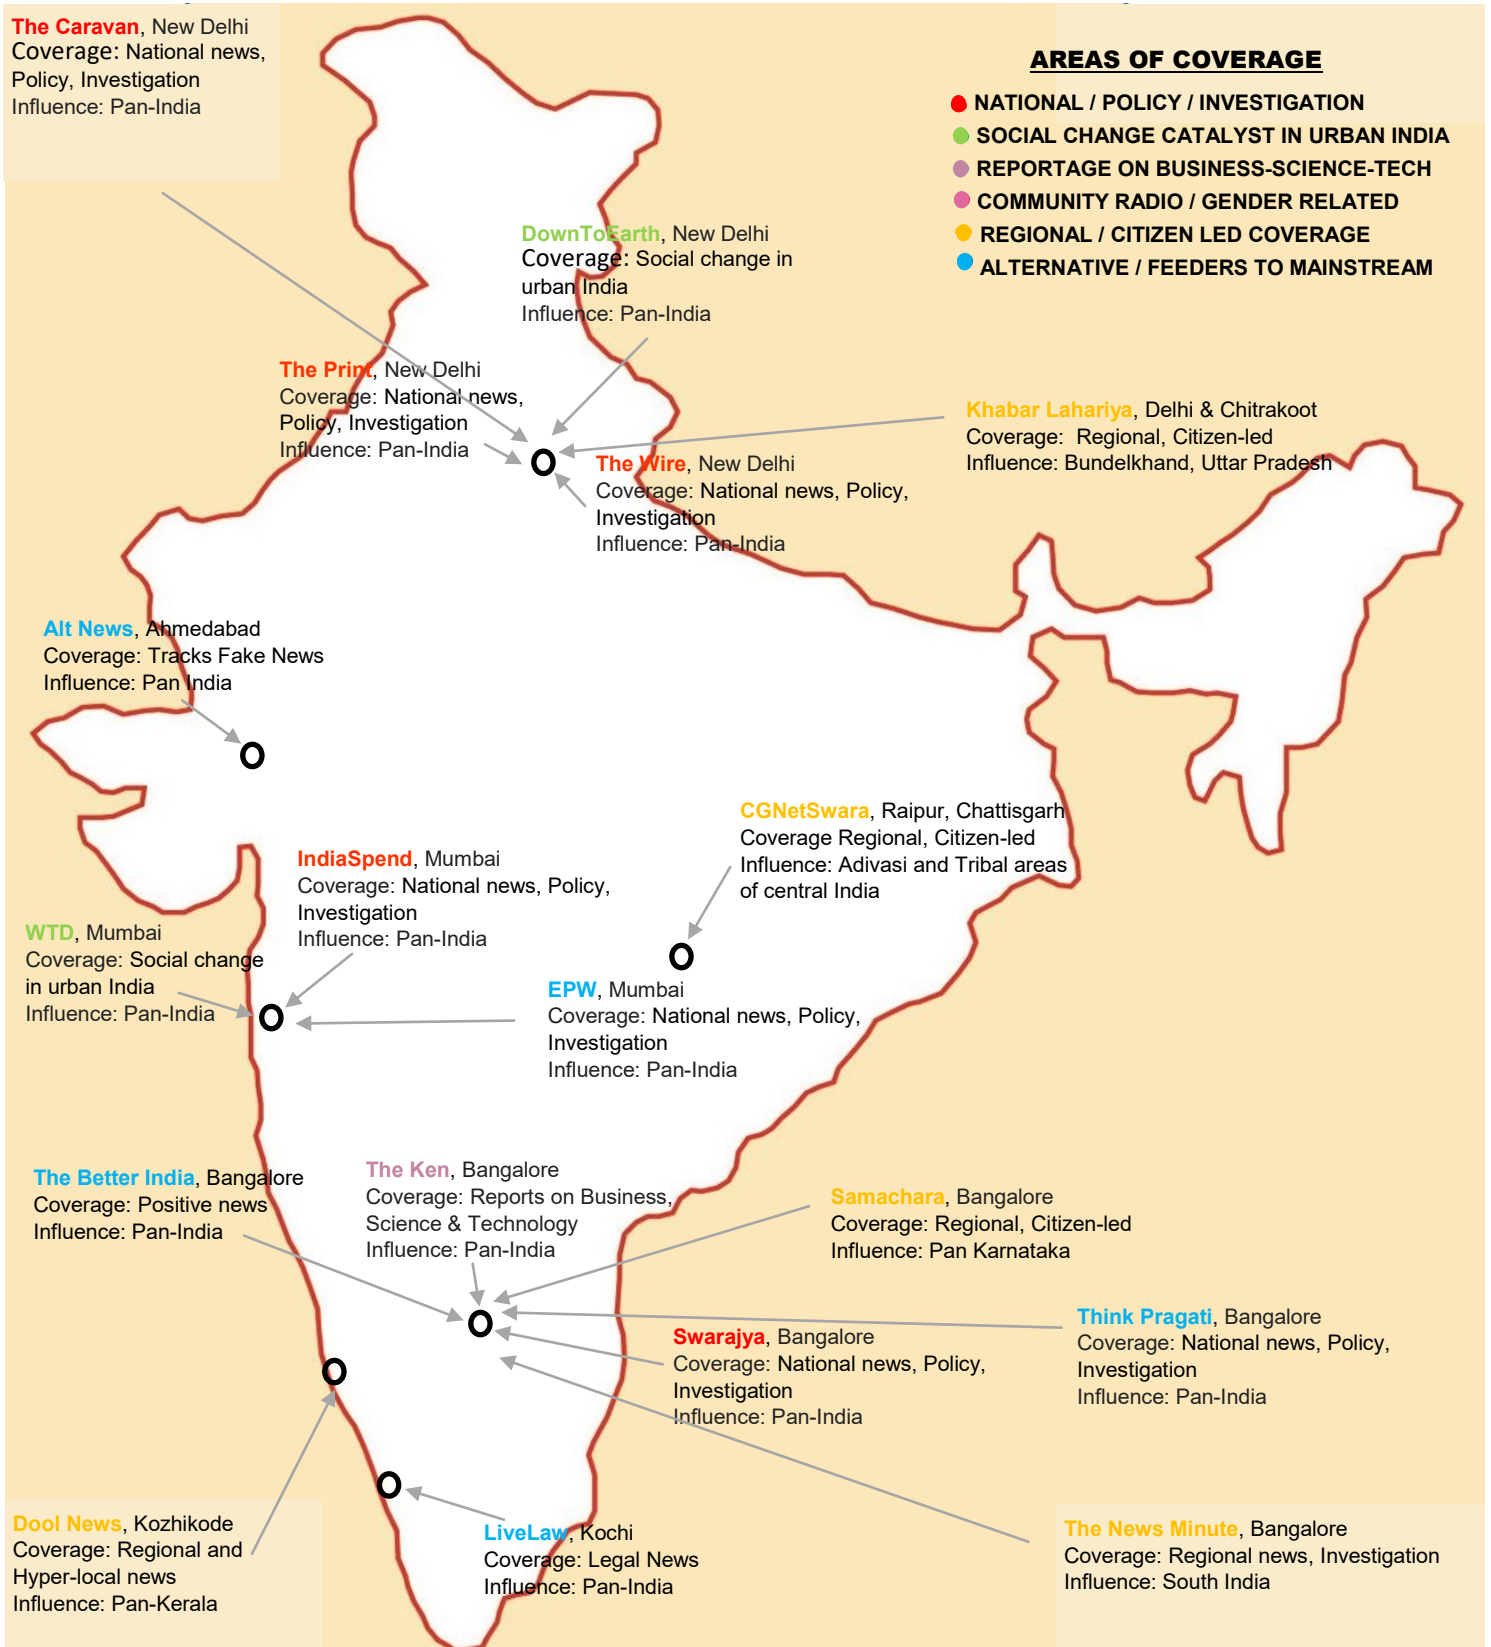 The Caravan, New Delhi
Coverage: National news,
Policy, Investigation
Influence: Pan-India
AREAS OF COVERAGE
NATIONAL / POLICY / INVESTIGATION
SOCIAL CHANGE CATALYST IN URBAN INDIA
REPORTAGE ON BUSINESS-SCIENCE-TECH
COMMUNITY RADIO / GENDER RELATED
REGIONAL / CITIZEN LED COVERAGE
ALTERNATIVE / FEEDERS TO MAINSTREAM
DownToEarth, New Delhi
Coverage: Social change in
urban India
Influence: Pan-India
The Print, New Delhi
Coverage: National news,
Policy, Investigation
Influence: Pan-India
Khabar Lahariya, Delhi & Chitrakoot
Coverage: Regional, Citizen-led
Influence: Bundelkhand, Uttar Pradesh
The Wire, New Delhi
Coverage: National news, Policy,
Investigation
Influence: Pan-India
Alt News, Ahmedabad
Coverage: Tracks Fake News
Influence: Pan India
CGNetSwara, Raipur, Chattisgarh
Coverage Regional, Citizen-led
Influence: Adivasi and Tribal areas
of central India
IndiaSpend, Mumbai
Coverage: National news, Policy,
Investigation
Influence: Pan-India
WTD, Mumbai
Coverage: Social change
in urban India
Influence: Pan-India
EPW, Mumbai
Coverage: National news, Policy,
Investigation
Influence: Pan-India
The Better India, Bangalore
Coverage: Positive news
Influence: Pan-India
The Ken, Bangalore
Coverage: Reports on Business,
Science & Technology
Influence: Pan-India
Samachara, Bangalore
Coverage: Regional, Citizen-led
Influence: Pan Karnataka
Swarajya, Bangalore
Coverage: National news, Policy,
Investigation
Influence: Pan-India
Think Pragati, Bangalore
Coverage: National news, Policy,
Investigation
Influence: Pan-India
Dool News, Kozhikode
Coverage: Regional and
Hyper-local news
Influence: Pan-Kerala
LiveLaw, Kochi
Coverage: Legal News
Influence: Pan-India
The News Minute, Bangalore
Coverage: Regional news, Investigation
Influence: South India